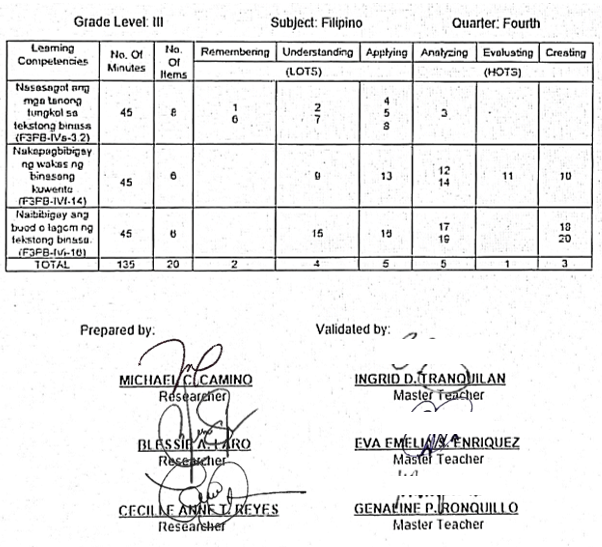 Grade Level: III Subject: Filipino Quarter: Fourth
Learning Competencies No. Of Minutes No. Of Items Remembering Understanding Applying Analyzing Evaluating Creating
(LOTS) (HOTS)
Nasasagot ang
mga tanong
tungkol sa
tekstong binasa
(F3PB-IVa-3.2)
45 8 1 6 2 7 4 5 8 3
Nakapagbibigay
ng wakas ng
binasang
kuwento
(F3PB-IVf-14)
45 6 9 13 12 14 11 10
Naibibigay ang
buod o lagom ng
tekstong binasa.
45 6 15 16 17 19 18 20
TOTAL 135 20 2 4 5 5 1 3
Prepared by: Validated by:
MICHAEL C. CAMINO INGRID D. TRANQUILAN
Researcher Master Teacher
BLESSIE A. LARO EVA EMELIA S. ENRIQUEZ
Researcher Master Teacher
CECILLE ANNE T. REYES GENALINE P. RONQUILLO
Researcher Master Teacher